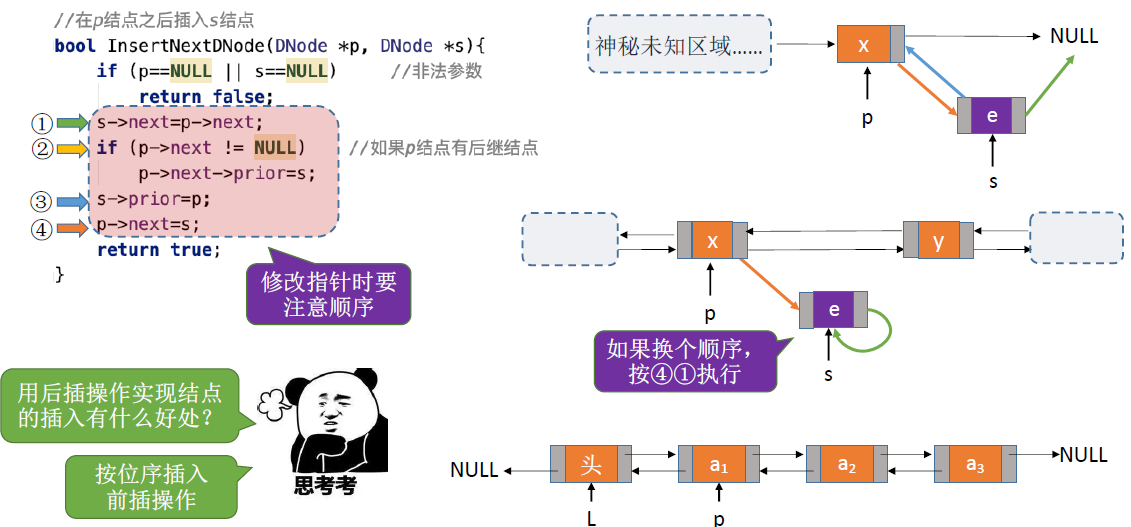 //在p结点之后插入s结点
bool InsertNextDNode(DNode *p, DNode *s){
if (p==NULL || s==NULL) //非法参数
return false;
① s->next=p->next;
② if (p->next != NULL) //如果p结点有后继结点
p->next->prior=s;
③ s->prior=p;
④ p->next=s;
return true;
}
修改指针时要
注意顺序
用后插操作实现结点
的插入有什么好处？
按位序插入
前插操作
思考考
神秘未知区域……
x
NULL
p
e
s
x
y
p
e
s
如果换个顺序，
按④①执行
NULL
头
a₁
a₂
a₃
NULL
L
p